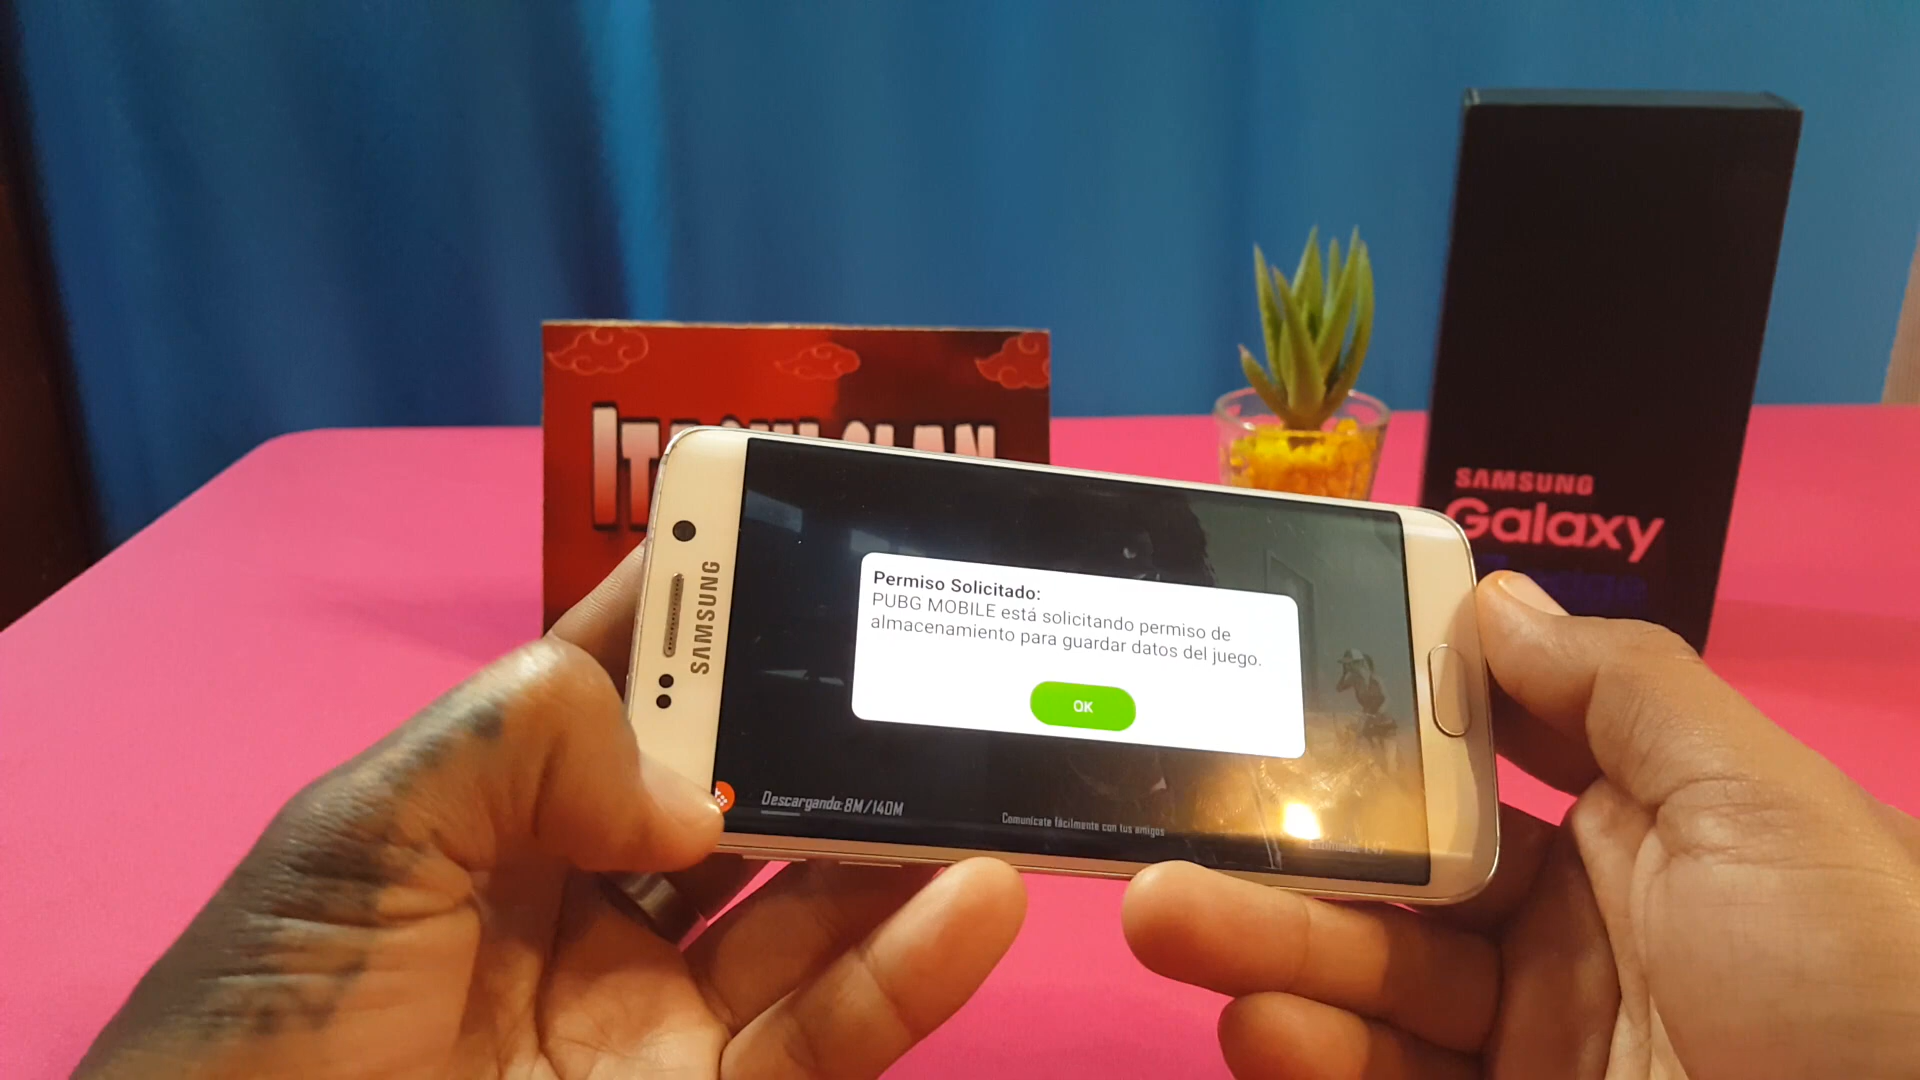 SAMSUNG
Galaxy
SAMSUNG
Permiso Solicitado:
PUBG MOBILE está solicitando permiso de
almacenamiento para guardar datos del juego.
OK
Descargando:8M/140M
Comunícate fácilmente con tus amigos